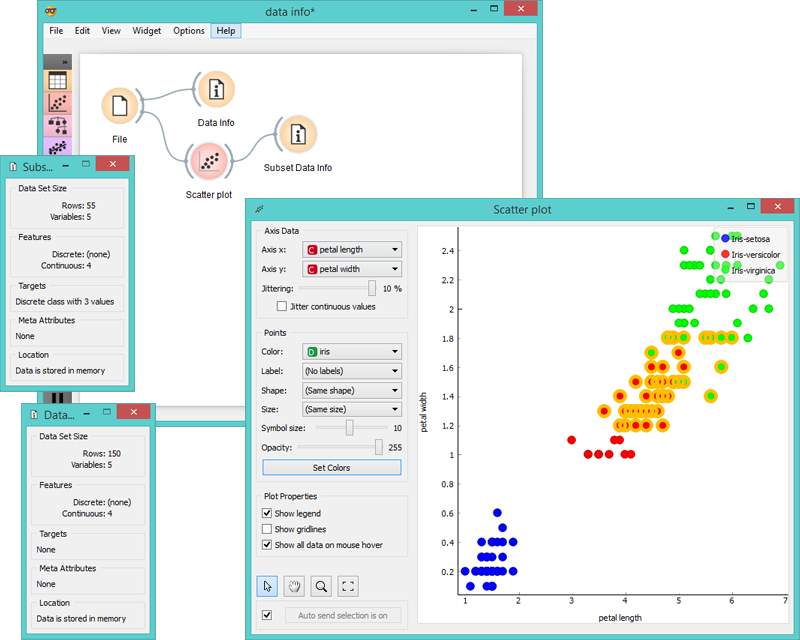 data info*
File Edit View Widget Options Help
»
File
Data Info
Scatter plot
Subset Data Info
Subs...
Data Set Size
Rows: 55
Variables: 5
Features
Discrete: (none)
Continuous: 4
Targets
Discrete class with 3 values
Meta Attributes
None
Location
Data is stored in memory
Data...
Data Set Size
Rows: 150
Variables: 5
Features
Discrete: (none)
Continuous: 4
Targets
None
Meta Attributes
None
Location
Data is stored in memory
Scatter plot
Axis Data
Axis x: C petal length
Axis y: C petal width
Jittering: 10 %
Jitter continuous values
Points
Color: D iris
Label: (No labels)
Shape: (Same shape)
Size: (Same size)
Symbol size: 10
Opacity: 255
Set Colors
Plot Properties
Show legend
Show gridlines
Show all data on mouse hover
Auto send selection is on
Iris-setosa
Iris-versicolor
Iris-virginica
petal width
2.4
2.2
2
1.8
1.6
1.4
1.2
1
0.8
0.6
0.4
0.2
1 2 3 4 5 6 7
petal length